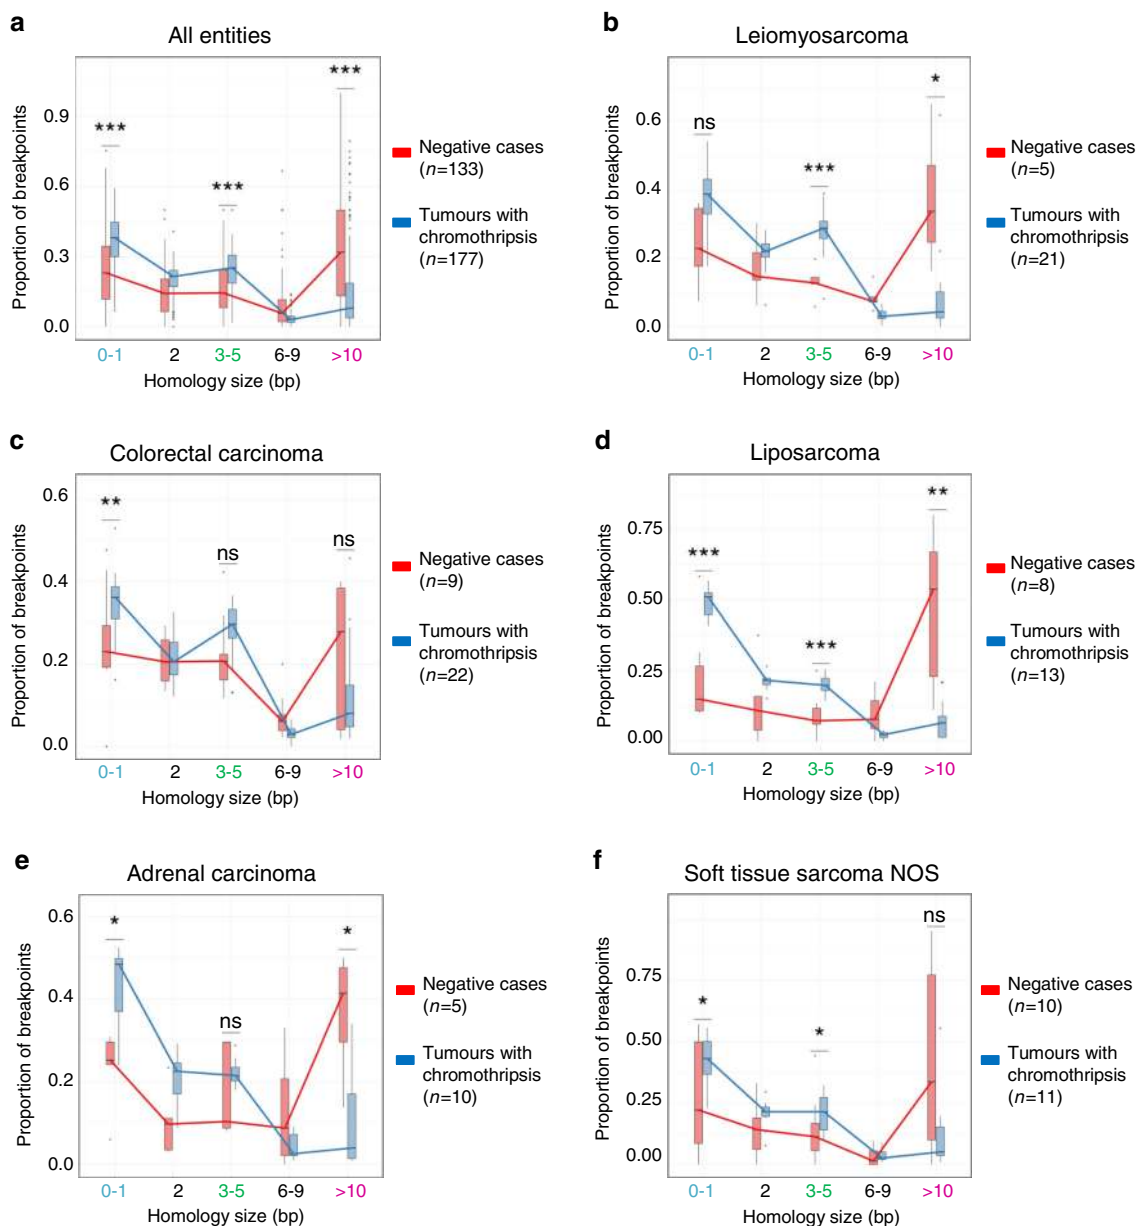 a
All entities
Proportion of breakpoints
0.9
0.6
0.3
0.0
***
***
***
0-1 2 3-5 6-9 >10
Homology size (bp)
Negative cases
(n=133)
Tumours with
chromothripsis
(n=177)
b
Leiomyosarcoma
Proportion of breakpoints
0.6
0.4
0.2
0.0
ns
***
*
0-1 2 3-5 6-9 >10
Homology size (bp)
Negative cases
(n=5)
Tumours with
chromothripsis
(n=21)
c
Colorectal carcinoma
Proportion of breakpoints
0.6
0.4
0.2
0.0
**
ns
ns
0-1 2 3-5 6-9 >10
Homology size (bp)
Negative cases
(n=9)
Tumours with
chromothripsis
(n=22)
d
Liposarcoma
Proportion of breakpoints
0.75
0.50
0.25
0.00
***
***
**
0-1 2 3-5 6-9 >10
Homology size (bp)
Negative cases
(n=8)
Tumours with
chromothripsis
(n=13)
e
Adrenal carcinoma
Proportion of breakpoints
0.6
0.4
0.2
0.0
*
ns
*
0-1 2 3-5 6-9 >10
Homology size (bp)
Negative cases
(n=5)
Tumours with
chromothripsis
(n=10)
f
Soft tissue sarcoma NOS
Proportion of breakpoints
0.75
0.50
0.25
0.00
*
*
ns
0-1 2 3-5 6-9 >10
Homology size (bp)
Negative cases
(n=10)
Tumours with
chromothripsis
(n=11)